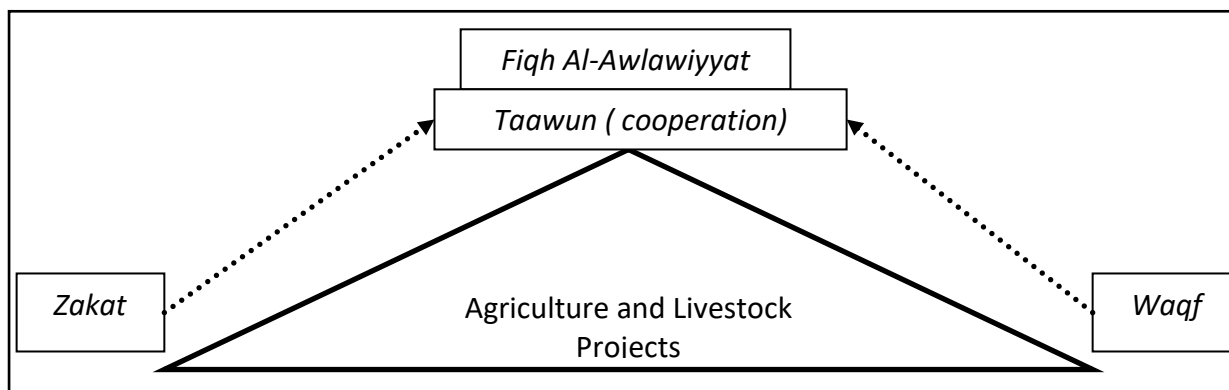 Fiqh Al-Awlawiyyat
Taawun ( cooperation)
Zakat
Waqf
Agriculture and Livestock
Projects